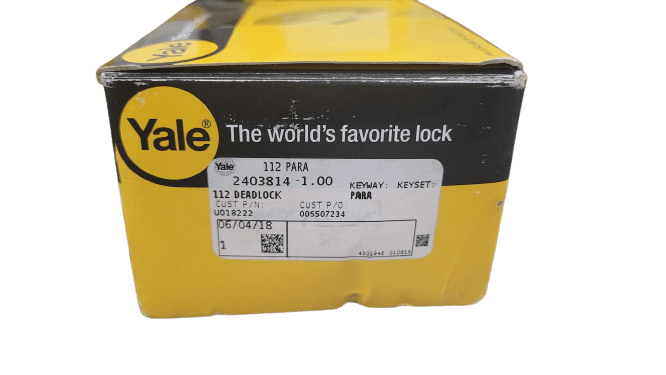 Yale
Yale® The world's favorite lock
Yale 112 PARA
2403814 -1.00 KEYWAY: KEYSET:
112 DEADLOCK PARA
CUST P/N: CUST P/O:
U018222 005507234
06/04/18
1